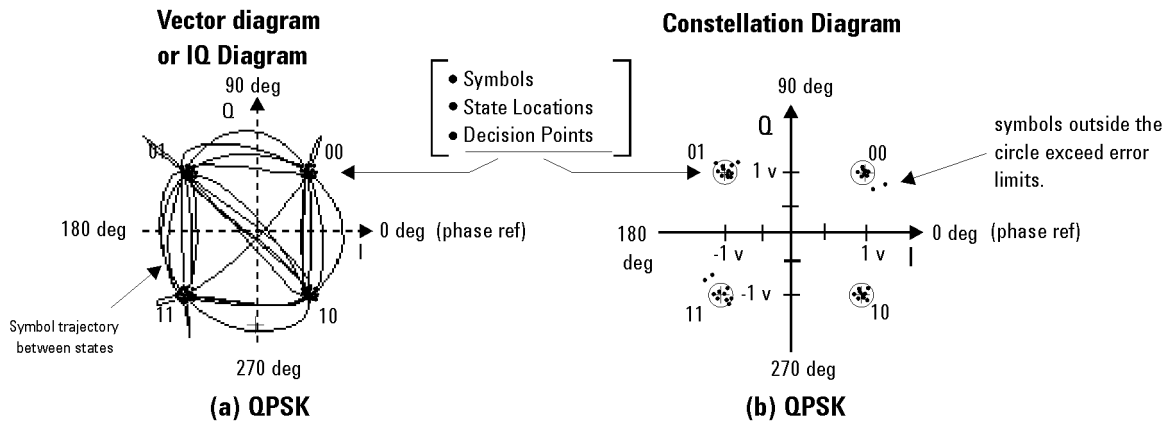 Vector diagram
or IQ Diagram
90 deg
Q
01
00
180 deg
0 deg (phase ref)
I
11
10
Symbol trajectory
between states
270 deg
(a) QPSK
• Symbols
• State Locations
• Decision Points
Constellation Diagram
90 deg
Q
symbols outside the
circle exceed error
limits.
01
1 v
00
180
deg
-1 v
1 v
0 deg (phase ref)
I
11
-1 v
10
270 deg
(b) QPSK